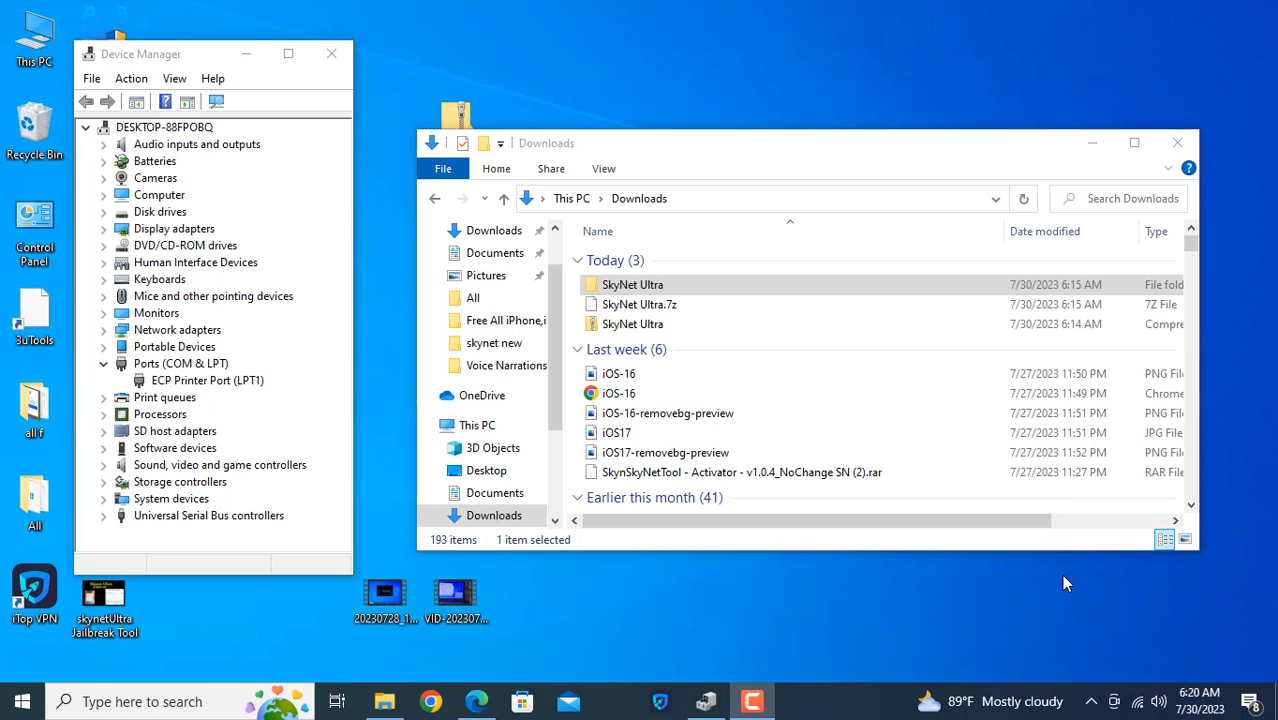 This PC
Recycle Bin
Control
Panel
3uTools
all f
All
iTop VPN
skynetUltra
Jailbreak Tool
20230728_1...
VID-202307...
Device Manager
File
Action
View
Help
DESKTOP-88FPOBQ
Audio inputs and outputs
Batteries
Cameras
Computer
Disk drives
Display adapters
DVD/CD-ROM drives
Human Interface Devices
Keyboards
Mice and other pointing devices
Monitors
Network adapters
Portable Devices
Ports (COM & LPT)
ECP Printer Port (LPT1)
Print queues
Processors
SD host adapters
Software devices
Sound, video and game controllers
Storage controllers
System devices
Universal Serial Bus controllers
Downloads
File
Home
Share
View
This PC
Downloads
Search Downloads
Downloads
Documents
Pictures
All
Free All iPhone,i
skynet new
Voice Narrations
OneDrive
This PC
3D Objects
Desktop
Documents
Downloads
Name Date modified Type
Today (3)
SkyNet Ultra 7/30/2023 6:15 AM File fold
SkyNet Ultra.7z 7/30/2023 6:15 AM 7Z File
SkyNet Ultra 7/30/2023 6:14 AM Compre
Last week (6)
iOS-16 7/27/2023 11:50 PM PNG File
iOS-16 7/27/2023 11:49 PM Chrome
iOS-16-removebg-preview 7/27/2023 11:51 PM PNG File
iOS17 7/27/2023 11:51 PM JPG File
iOS17-removebg-preview 7/27/2023 11:52 PM PNG File
SkynSkyNetTool - Activator - v1.0.4_NoChange SN (2).rar 7/27/2023 11:27 PM RAR File
Earlier this month (41)
193 items
1 item selected
Type here to search
89°F Mostly cloudy
6:20 AM
7/30/2023
8